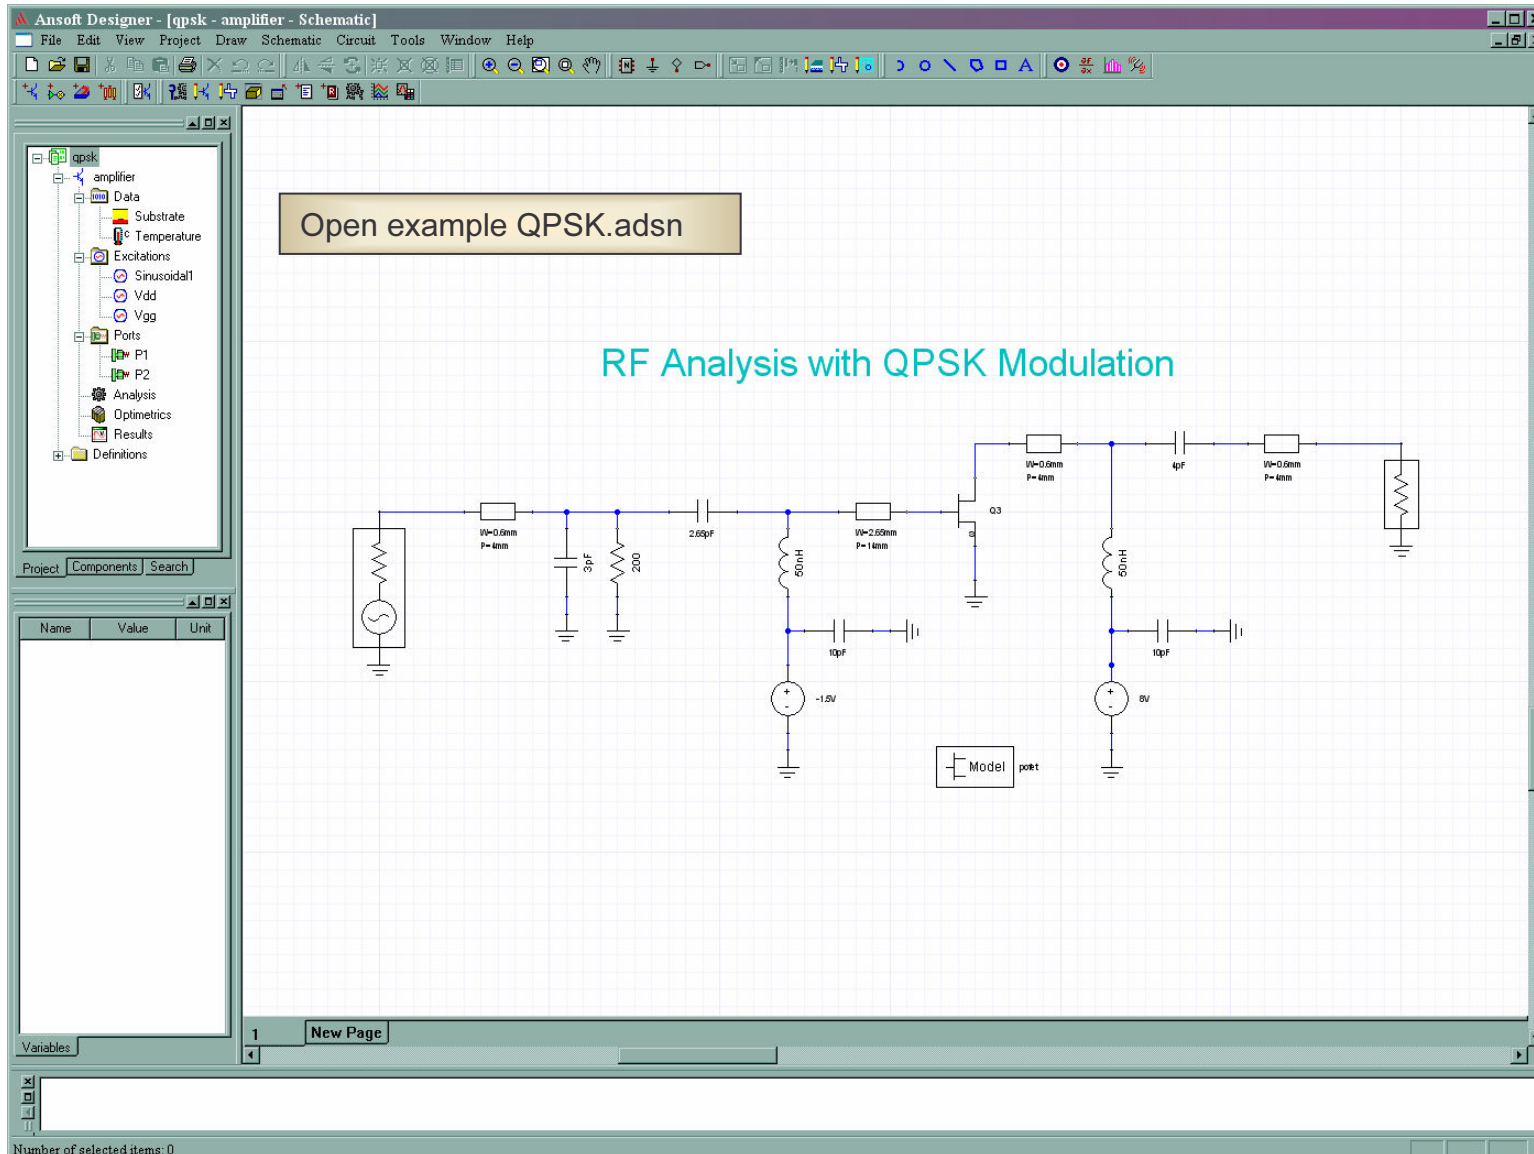 Ansoft Designer - [qpsk - amplifier - Schematic]
File Edit View Project Draw Schematic Circuit Tools Window Help
qpsk
amplifier
Data
Substrate
Temperature
Excitations
Sinusoidal1
Vdd
Vgg
Ports
P1
P2
Analysis
Optimetrics
Results
Definitions
Project Components Search
Name Value Unit
Variables
Open example QPSK.adsn
RF Analysis with QPSK Modulation
W=0.6mm
P=4mm
4pF
W=0.6mm
P=4mm
W=0.6mm
P=4mm
3pF
200
2.65pF
50nH
W=2.65mm
P=14mm
Q3
50nH
10pF
10pF
+
-
-1.5V
+
-
8V
Model
1 New Page
Number of selected items: 0